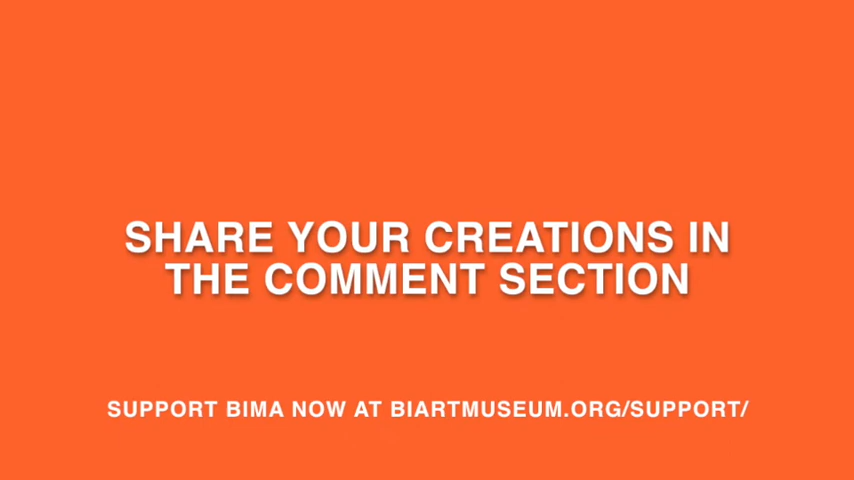 SHARE YOUR CREATIONS IN
THE COMMENT SECTION
SUPPORT BIMA NOW AT BIARTMUSEUM.ORG/SUPPORT/